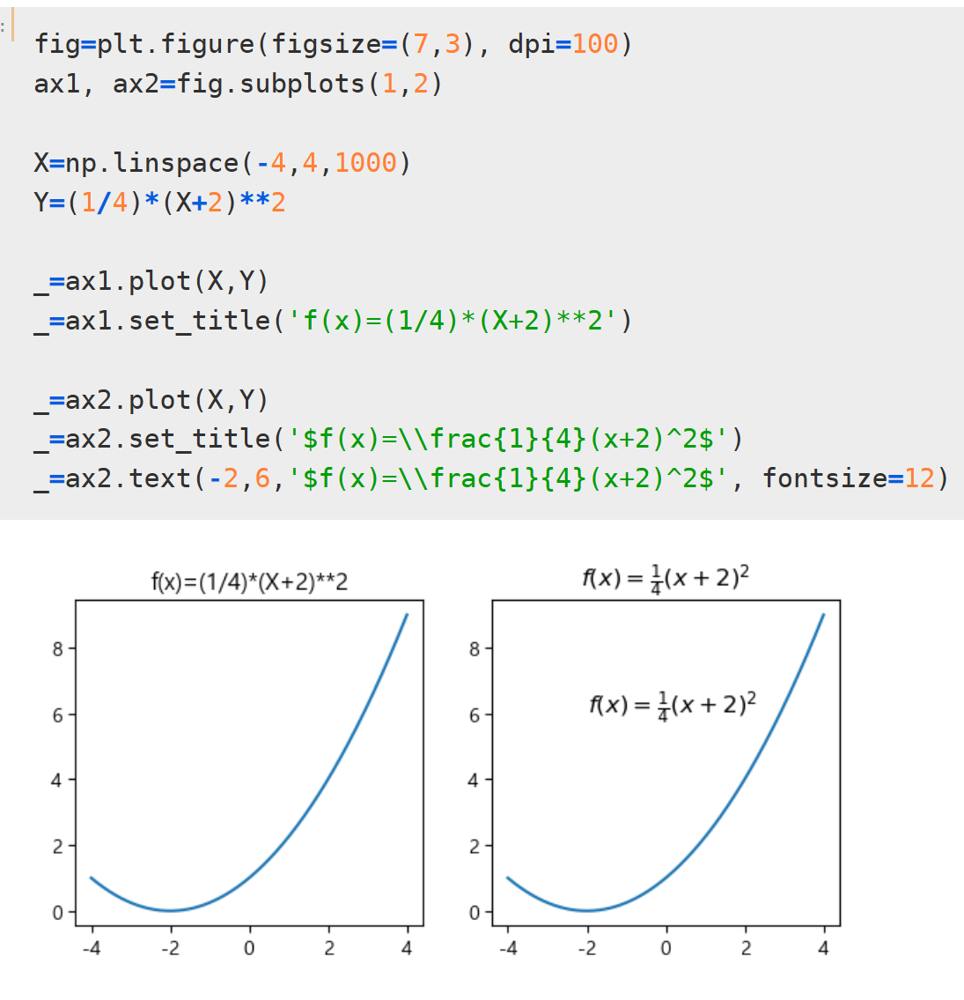 :
fig=plt.figure(figsize=(7,3), dpi=100)
ax1, ax2=fig.subplots(1,2)
X=np.linspace(-4,4,1000)
Y=(1/4)*(X+2)**2
_=ax1.plot(X,Y)
_=ax1.set_title('f(x)=(1/4)*(X+2)**2')
_=ax2.plot(X,Y)
_=ax2.set_title('$f(x)=\\frac{1}{4}(x+2)^2$')
_=ax2.text(-2,6,'$f(x)=\\frac{1}{4}(x+2)^2$', fontsize=12)
f(x)=(1/4)*(X+2)**2
8
6
4
2
0
-4 -2 0 2 4
f(x) = 1/4(x + 2)²
f(x) = 1/4(x + 2)²
8
6
4
2
0
-4 -2 0 2 4